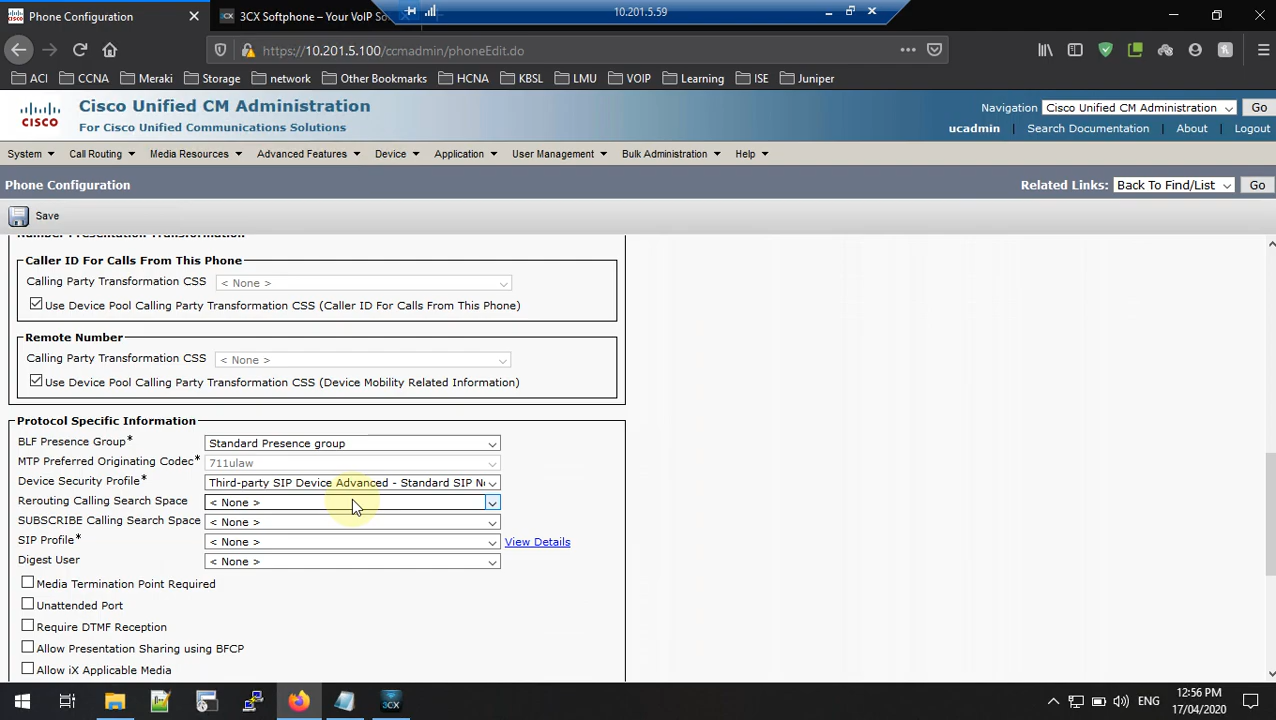 Phone Configuration
3CX Softphone – Your VoIP So
10.201.5.59
https://10.201.5.100/ccmadmin/phoneEdit.do
ACI CCNA Meraki Storage network Other Bookmarks HCNA KBSL LMU VOIP Learning ISE Juniper
CISCO
Cisco Unified CM Administration
For Cisco Unified Communications Solutions
Navigation Cisco Unified CM Administration Go
ucadmin | Search Documentation | About | Logout
System Call Routing Media Resources Advanced Features Device Application User Management Bulk Administration Help
Phone Configuration
Related Links: Back To Find/List Go
Save
Number Presentation Transformation
Caller ID For Calls From This Phone
Calling Party Transformation CSS < None >
Use Device Pool Calling Party Transformation CSS (Caller ID For Calls From This Phone)
Remote Number
Calling Party Transformation CSS < None >
Use Device Pool Calling Party Transformation CSS (Device Mobility Related Information)
Protocol Specific Information
BLF Presence Group* Standard Presence group
MTP Preferred Originating Codec* 711ulaw
Device Security Profile* Third-party SIP Device Advanced - Standard SIP No
Rerouting Calling Search Space < None >
SUBSCRIBE Calling Search Space < None >
SIP Profile* < None > View Details
Digest User < None >
Media Termination Point Required
Unattended Port
Require DTMF Reception
Allow Presentation Sharing using BFCP
Allow iX Applicable Media
3CX
ENG
12:56 PM
17/04/2020